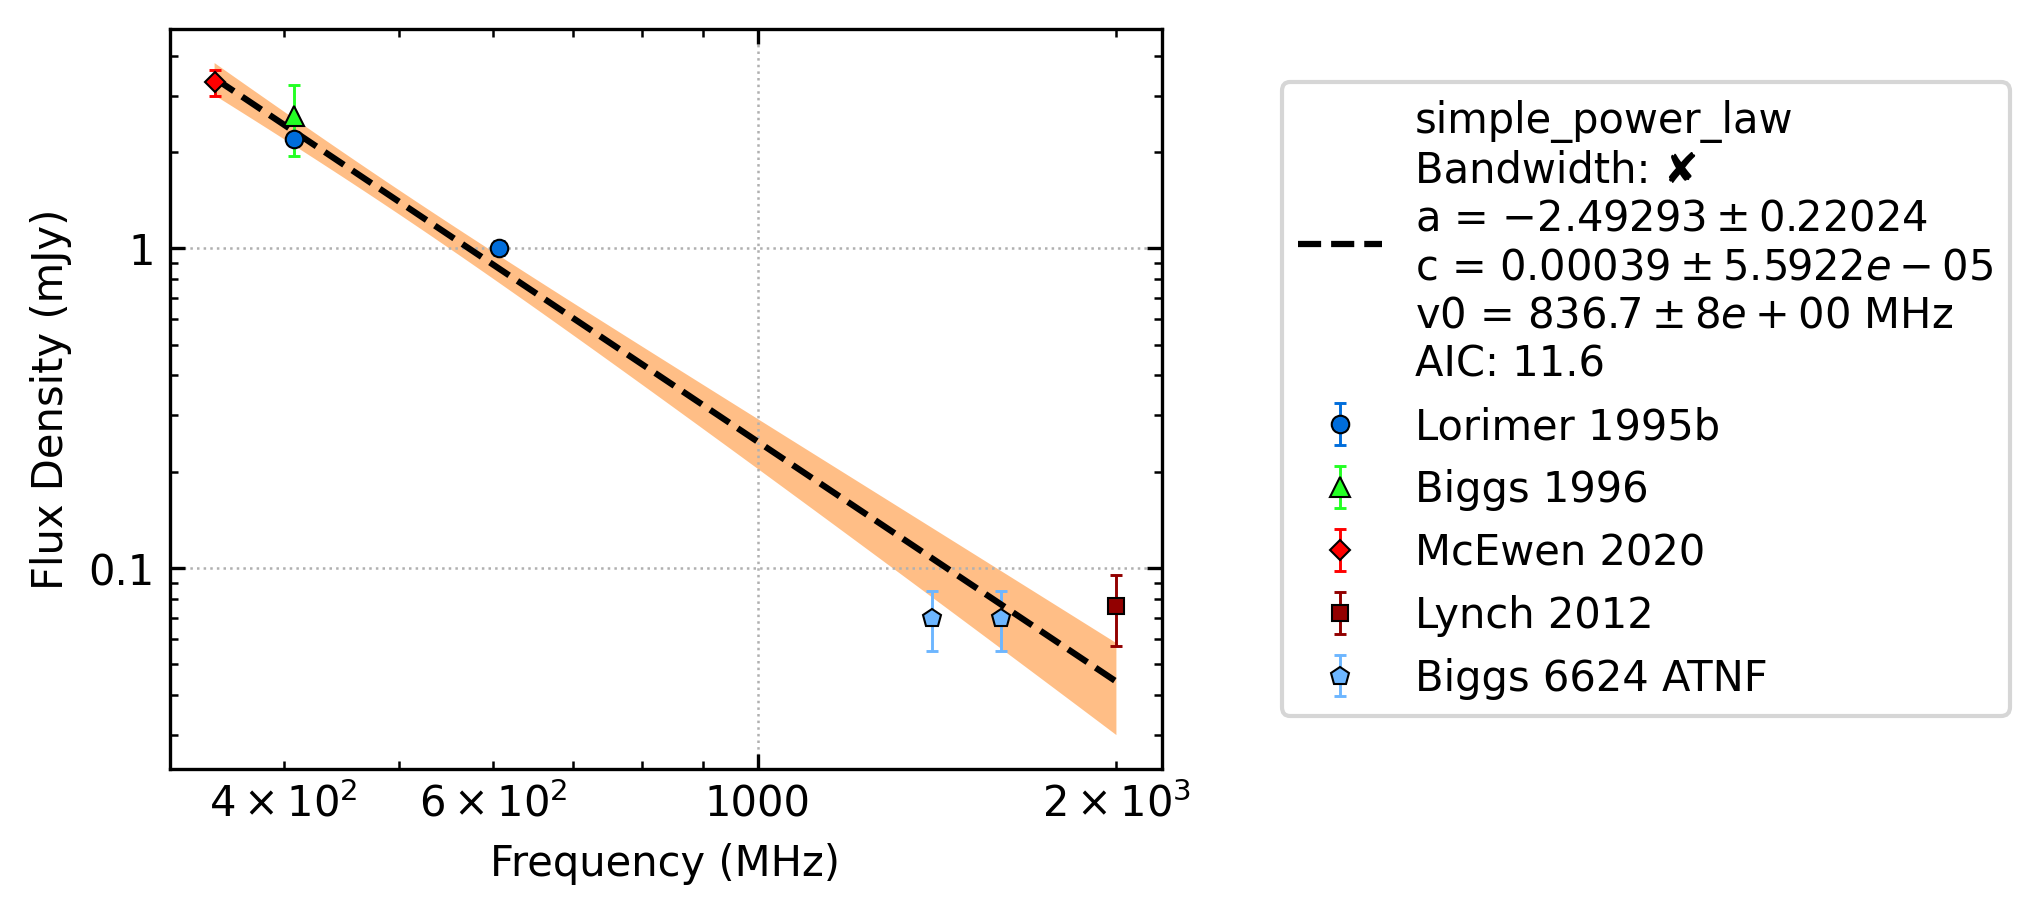 Flux Density (mJy)
1
0.1
4 × 10²
6 × 10²
1000
2 × 10³
Frequency (MHz)
simple_power_law
Bandwidth: ✘
a = −2.49293 ± 0.22024
c = 0.00039 ± 5.5922e − 05
v0 = 836.7 ± 8e + 00 MHz
AIC: 11.6
Lorimer 1995b
Biggs 1996
McEwen 2020
Lynch 2012
Biggs 6624 ATNF